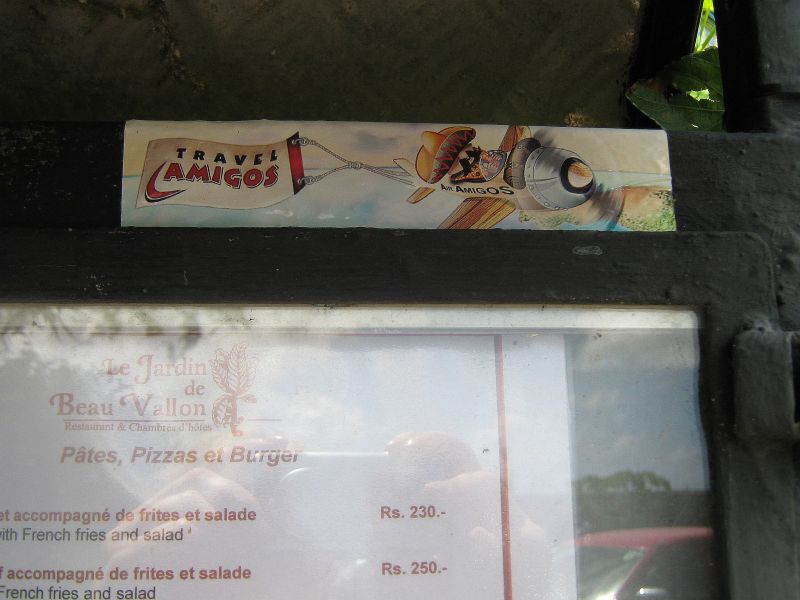 TRAVEL
AMIGOS
AIR AMIGOS
Le Jardin
de
Beau Vallon
Restaurant & Chambres d'hôtes
Pâtes, Pizzas et Burger
et accompagné de frites et salade
Rs. 230.-
with French fries and salad
accompagné de frites et salade
Rs. 250.-
French fries and salad